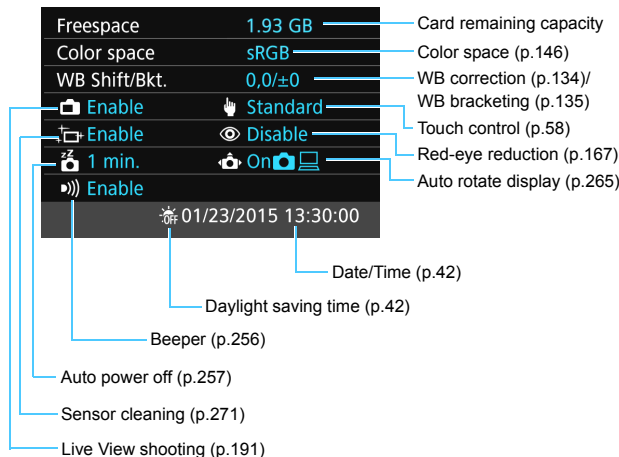 Freespace 1.93 GB Card remaining capacity
Color space sRGB Color space (p.146)
WB Shift/Bkt. 0,0/±0 WB correction (p.134)/
WB bracketing (p.135)
Enable Standard Touch control (p.58)
Enable Disable Red-eye reduction (p.167)
zZ 1 min. On Auto rotate display (p.265)
Enable
OFF 01/23/2015 13:30:00
Date/Time (p.42)
Daylight saving time (p.42)
Beeper (p.256)
Auto power off (p.257)
Sensor cleaning (p.271)
Live View shooting (p.191)